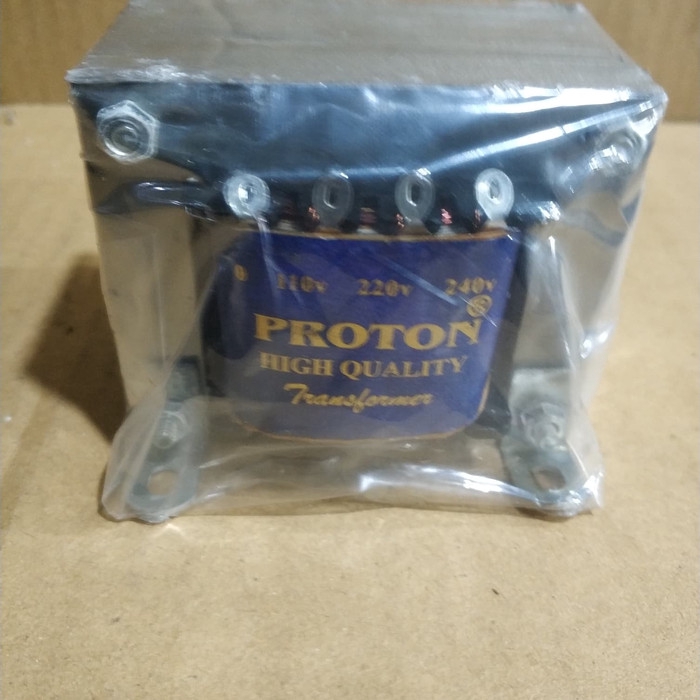 0 110v 220v 240v
PROTON®
HIGH QUALITY
Transformer